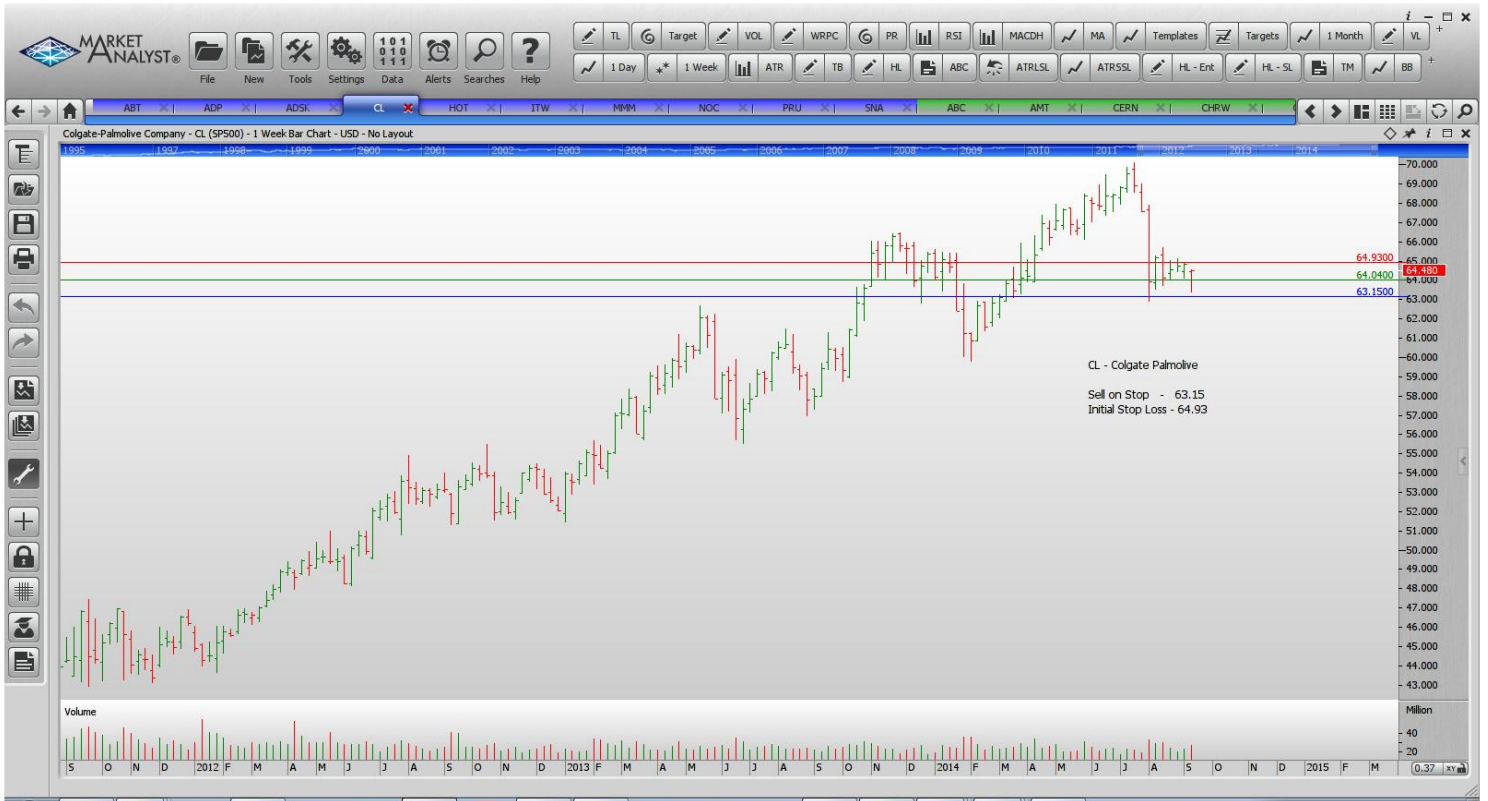 MARKET
ANALYST®
File New Tools Settings Data Alerts Searches Help
101
010
111
TL Target VOL WRPC PR RSI MACDH MA Templates Targets 1 Month VL +
1 Day 1 Week ATR TB HL ABC ATRLSL ATRSSL HL - Ent HL - SL TM BB +
ABT ADP ADSK CL HOT ITW MMM NOC PRU SNA ABC AMT CERN CHRW
Colgate-Palmolive Company - CL (SP500) - 1 Week Bar Chart - USD - No Layout
1995 1997 1998 1999 2000 2001 2002 2003 2004 2005 2006 2007 2008 2009 2010 2011 2012 2013 2014
70.000
69.000
68.000
67.000
66.000
64.9300 65.000
64.480
64.0400 64.000
63.1500
63.000
62.000
61.000
60.000
CL - Colgate Palmolive
59.000
Sell on Stop - 63.15
58.000
Initial Stop Loss - 64.93
57.000
56.000
55.000
54.000
53.000
52.000
51.000
50.000
49.000
48.000
47.000
46.000
45.000
44.000
43.000
Volume Million
40
20
S O N D 2012 F M A M J J A S O N D 2013 F M A M J J A S O N D 2014 F M A M J J A S O N D 2015 F M 0.37 XY